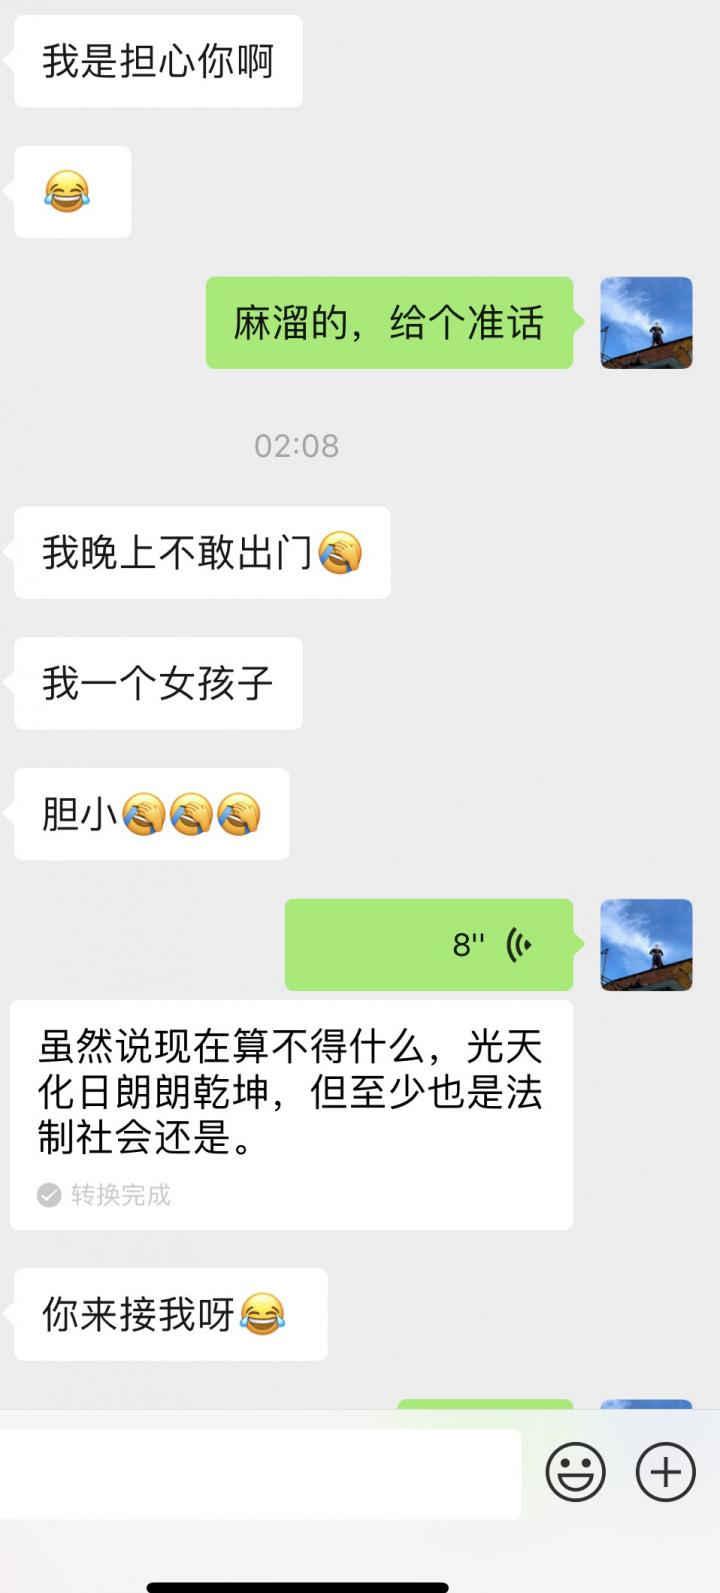 我是担心你啊
😂
麻溜的，给个准话
02:08
我晚上不敢出门🤦
我一个女孩子
胆小🤦🤦🤦
8"
虽然说现在算不得什么，光天
化日朗朗乾坤，但至少也是法
制社会还是。
转换完成
你来接我呀😂